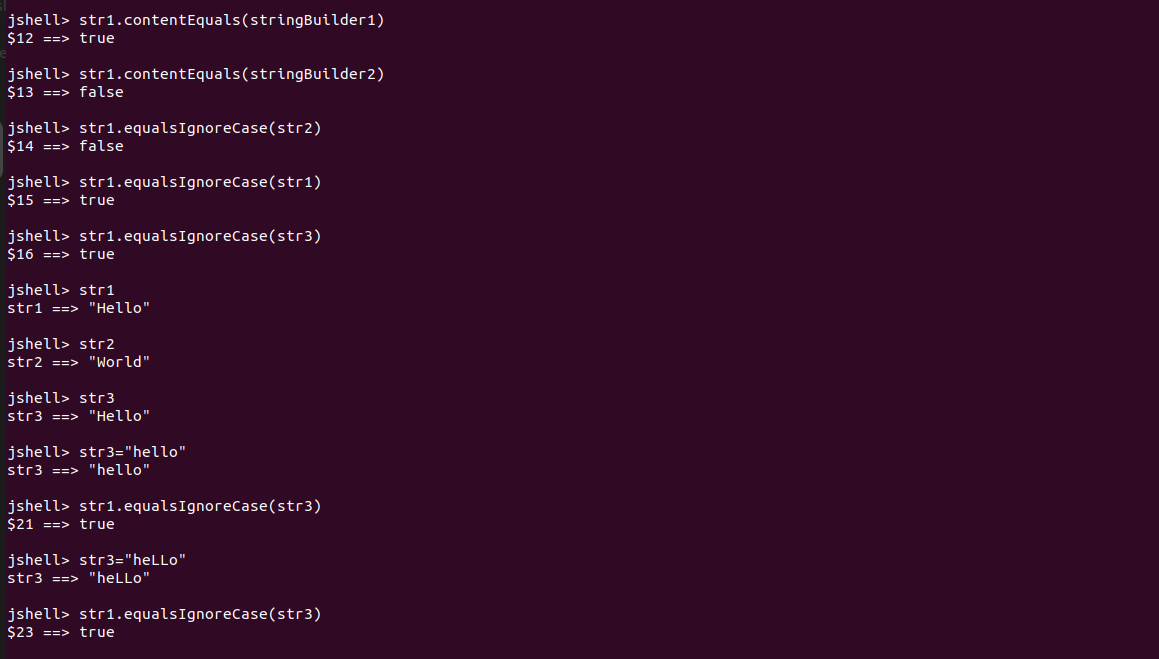 jshell> str1.contentEquals(stringBuilder1)
$12 ==> true
jshell> str1.contentEquals(stringBuilder2)
$13 ==> false
jshell> str1.equalsIgnoreCase(str2)
$14 ==> false
jshell> str1.equalsIgnoreCase(str1)
$15 ==> true
jshell> str1.equalsIgnoreCase(str3)
$16 ==> true
jshell> str1
str1 ==> "Hello"
jshell> str2
str2 ==> "World"
jshell> str3
str3 ==> "Hello"
jshell> str3="hello"
str3 ==> "hello"
jshell> str1.equalsIgnoreCase(str3)
$21 ==> true
jshell> str3="heLLo"
str3 ==> "heLLo"
jshell> str1.equalsIgnoreCase(str3)
$23 ==> true